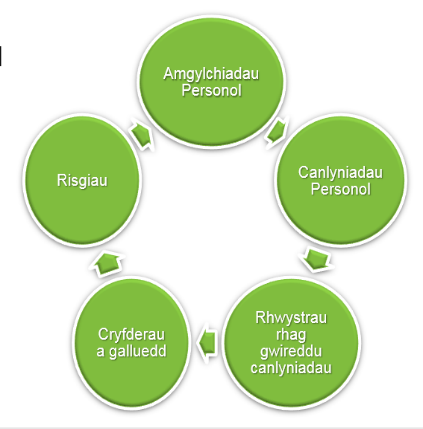 Amgylchiadau
Personol
Canlyniadau
Personol
Rhwystrau
rhag
gwireddu
canlyniadau
Cryfderau
a galluedd
Risgiau